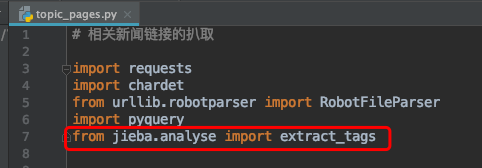 topic_pages.py ×
1 # 相关新闻链接的扒取
2
3 import requests
4 import chardet
5 from urllib.robotparser import RobotFileParser
6 import pyquery
7 from jieba.analyse import extract_tags
8